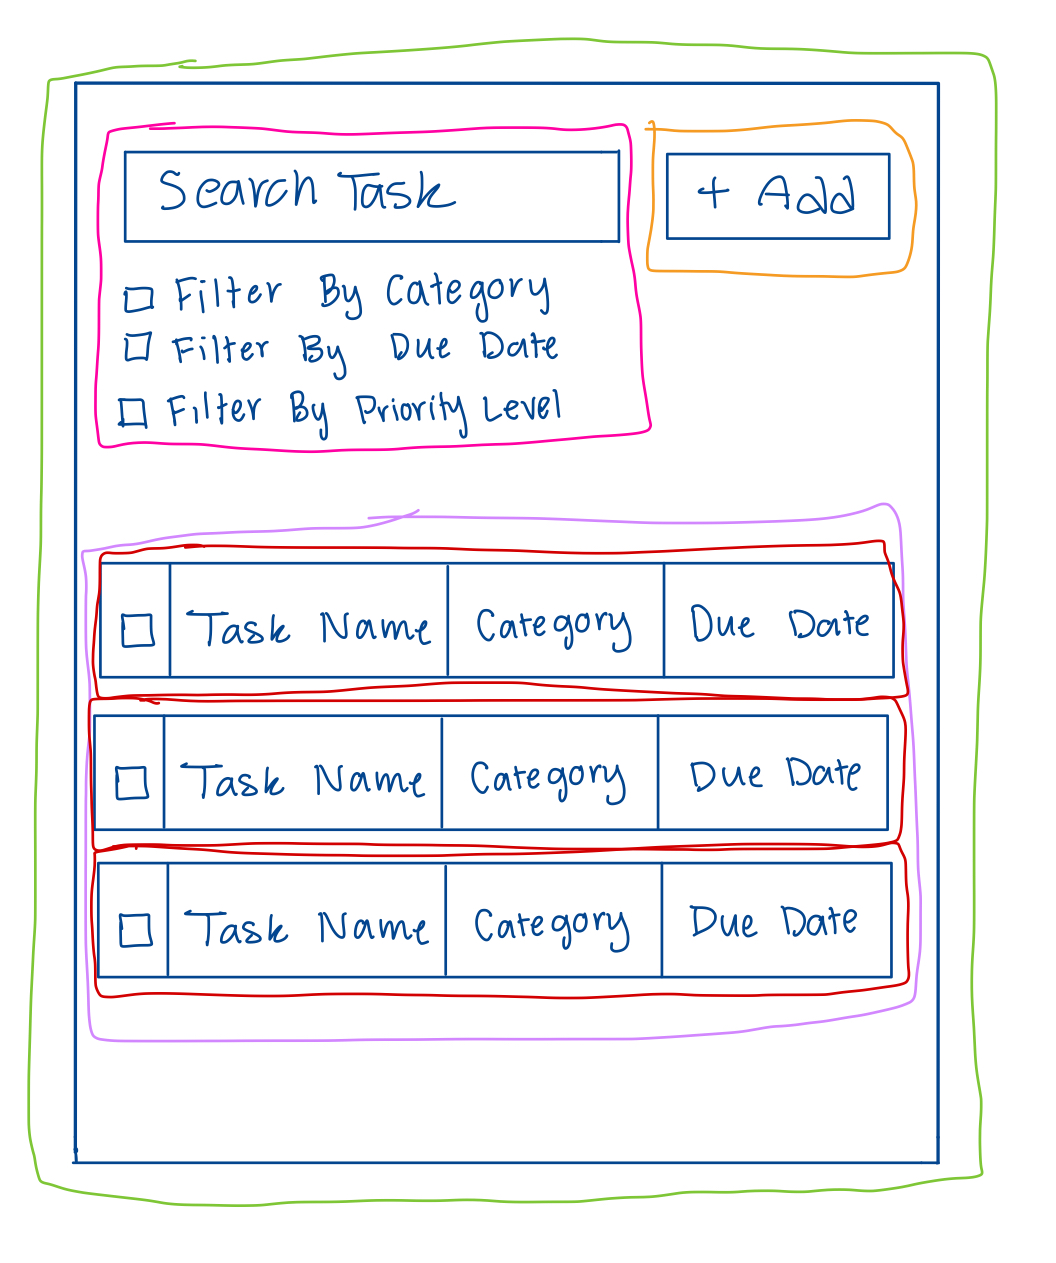 Search Task
+ Add
Filter By Category
Filter By Due Date
Filter By Priority Level
Task Name Category Due Date
Task Name Category Due Date
Task Name Category Due Date